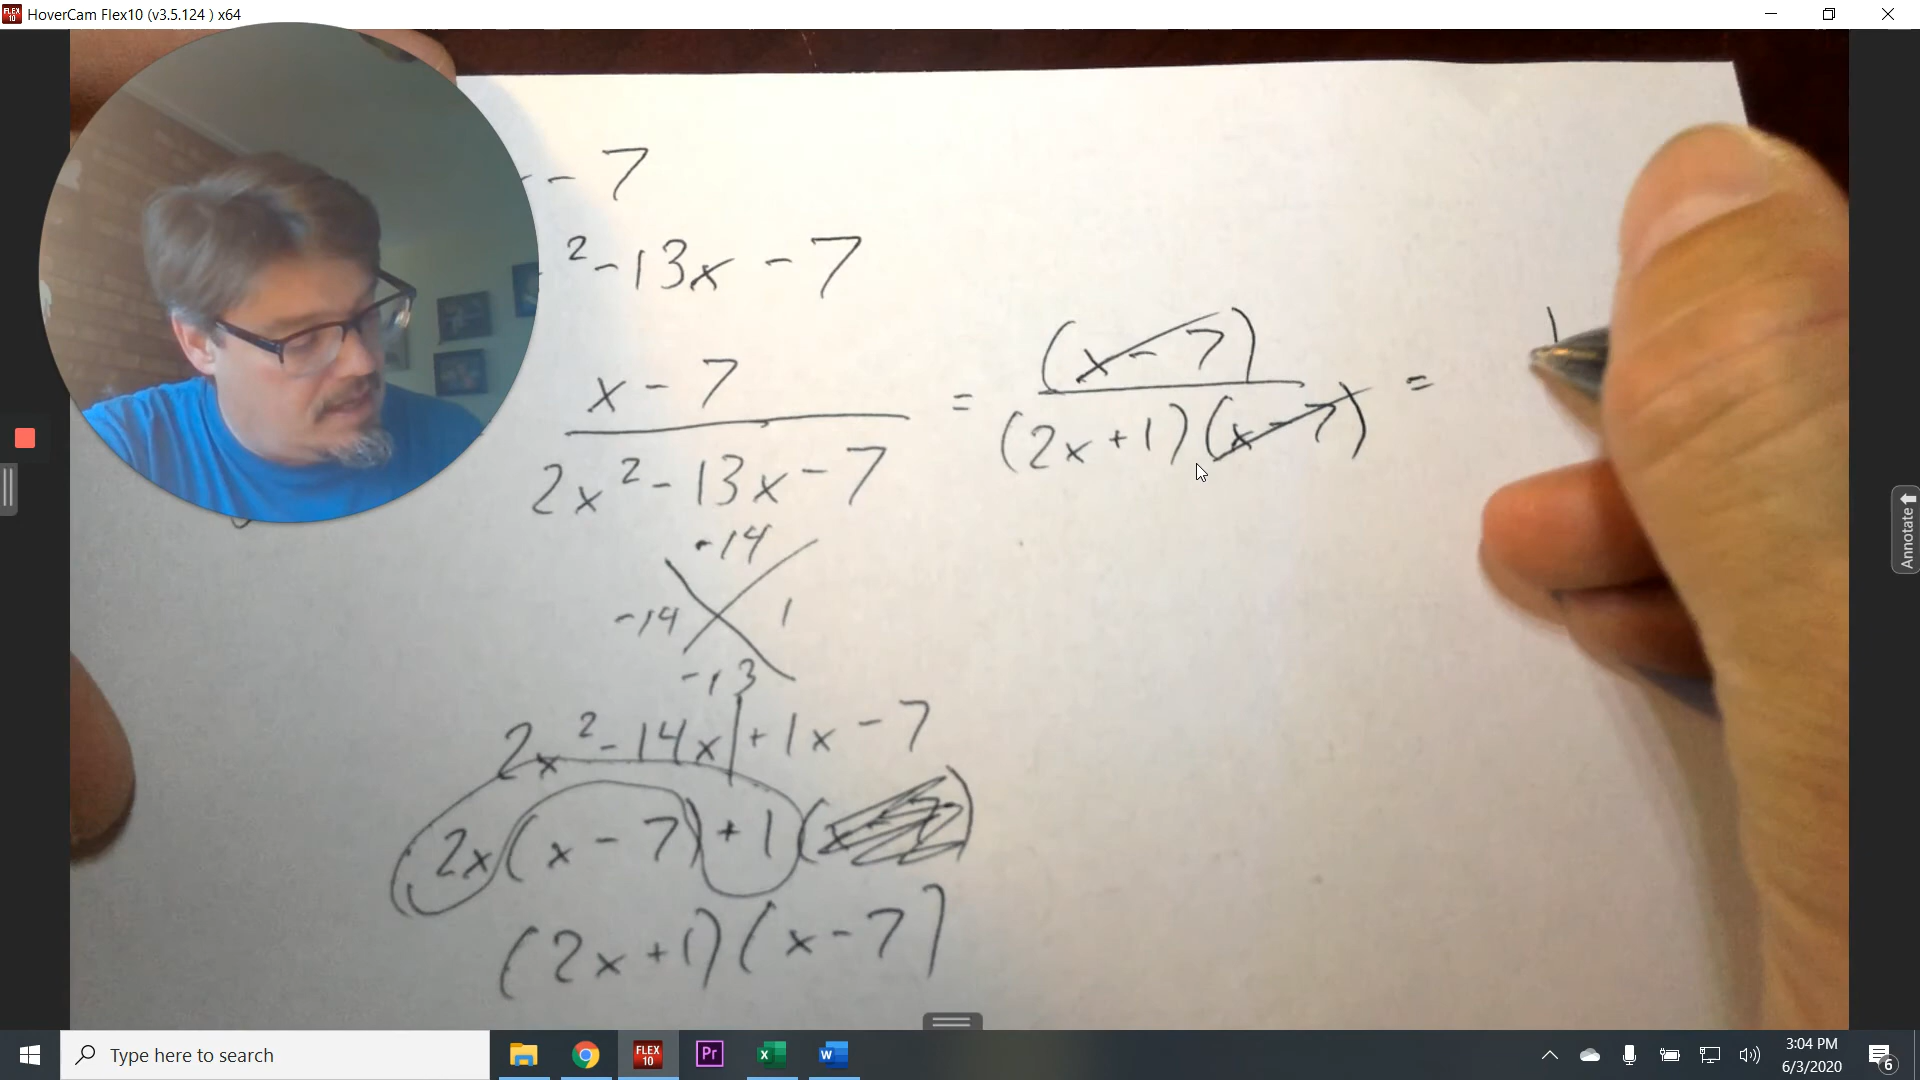 HoverCam Flex10 (v3.5.124 ) x64
- 7
² - 13x - 7
x - 7
2x² - 13x - 7
= (x - 7)
(2x + 1)(x - 7)
= 1
-14
-14 1
-13
2x² - 14x + 1x - 7
2x(x - 7) + 1(x - 7)
(2x + 1)(x - 7)
Annotate
Type here to search
FLEX 10
Pr
3:04 PM
6/3/2020
6